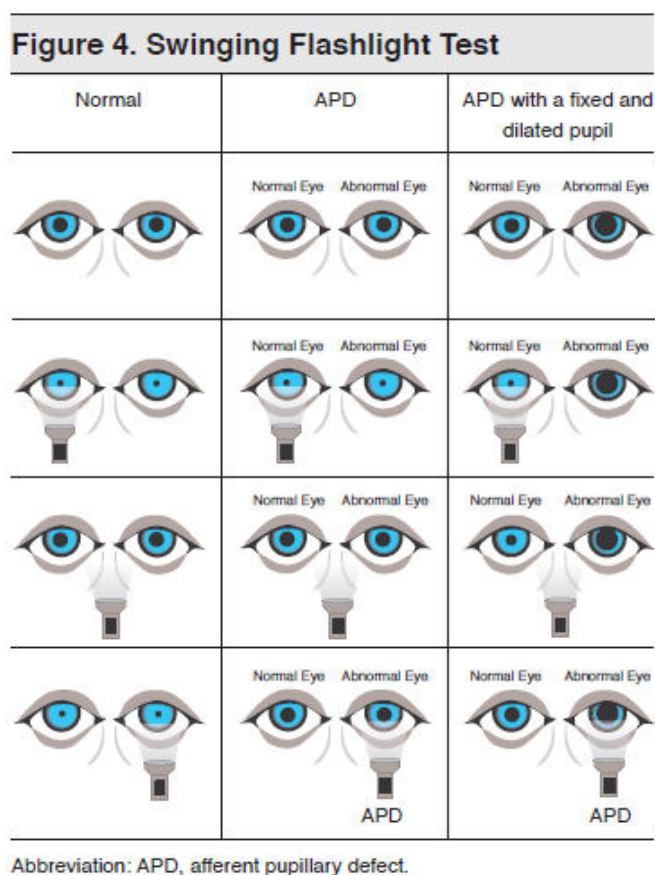 Figure 4. Swinging Flashlight Test
Normal
APD
APD with a fixed and
dilated pupil
Normal Eye Abnormal Eye
Normal Eye Abnormal Eye
Normal Eye Abnormal Eye
Normal Eye Abnormal Eye
Normal Eye Abnormal Eye
Normal Eye Abnormal Eye
Normal Eye Abnormal Eye
Normal Eye Abnormal Eye
APD
APD
Abbreviation: APD, afferent pupillary defect.